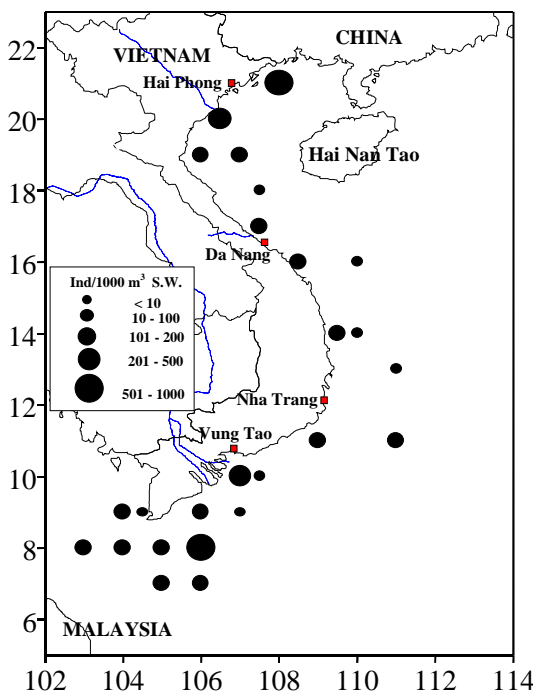 22
CHINA
VIETNAM
Hai Phong
20
Hai Nan Tao
18
Da Nang
16
Ind/1000 m³ S.W.
< 10
10 - 100
101 - 200
201 - 500
501 - 1000
14
12
Nha Trang
Vung Tao
10
8
6
MALAYSIA
102 104 106 108 110 112 114